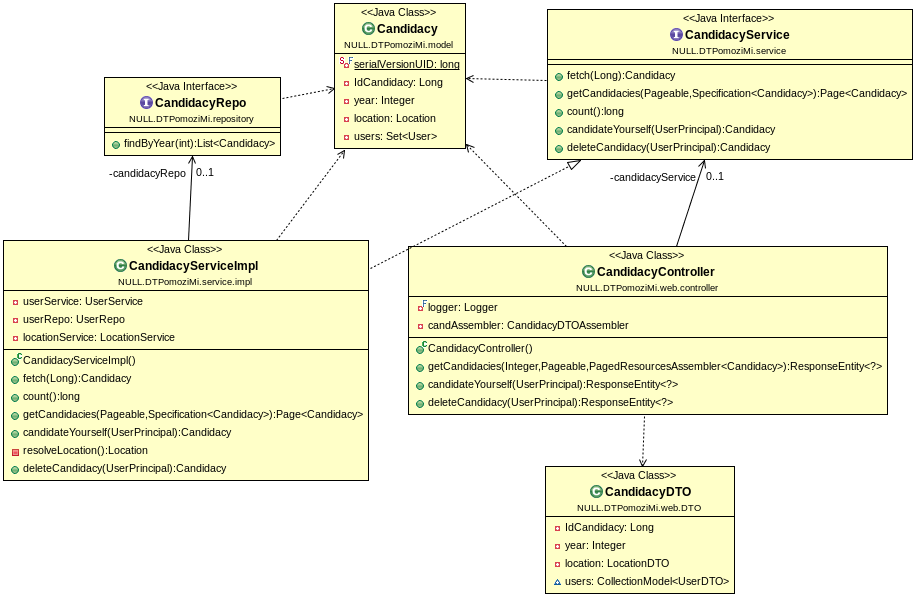 <<Java Class>>
Candidacy
NULL.DTPomoziMi.model
serialVersionUID: long
IdCandidacy: Long
year: Integer
location: Location
users: Set<User>
<<Java Interface>>
CandidacyService
NULL.DTPomoziMi.service
fetch(Long):Candidacy
getCandidacies(Pageable,Specification<Candidacy>):Page<Candidacy>
count():long
candidateYourself(UserPrincipal):Candidacy
deleteCandidacy(UserPrincipal):Candidacy
<<Java Interface>>
CandidacyRepo
NULL.DTPomoziMi.repository
findByYear(int):List<Candidacy>
-candidacyRepo 0..1
-candidacyService 0..1
<<Java Class>>
CandidacyServiceImpl
NULL.DTPomoziMi.service.impl
userService: UserService
userRepo: UserRepo
locationService: LocationService
CandidacyServiceImpl()
fetch(Long):Candidacy
count():long
getCandidacies(Pageable,Specification<Candidacy>):Page<Candidacy>
candidateYourself(UserPrincipal):Candidacy
resolveLocation():Location
deleteCandidacy(UserPrincipal):Candidacy
<<Java Class>>
CandidacyController
NULL.DTPomoziMi.web.controller
logger: Logger
candAssembler: CandidacyDTOAssembler
CandidacyController()
getCandidacies(Integer,Pageable,PagedResourcesAssembler<Candidacy>):ResponseEntity<?>
candidateYourself(UserPrincipal):ResponseEntity<?>
deleteCandidacy(UserPrincipal):ResponseEntity<?>
<<Java Class>>
CandidacyDTO
NULL.DTPomoziMi.web.DTO
IdCandidacy: Long
year: Integer
location: LocationDTO
users: CollectionModel<UserDTO>